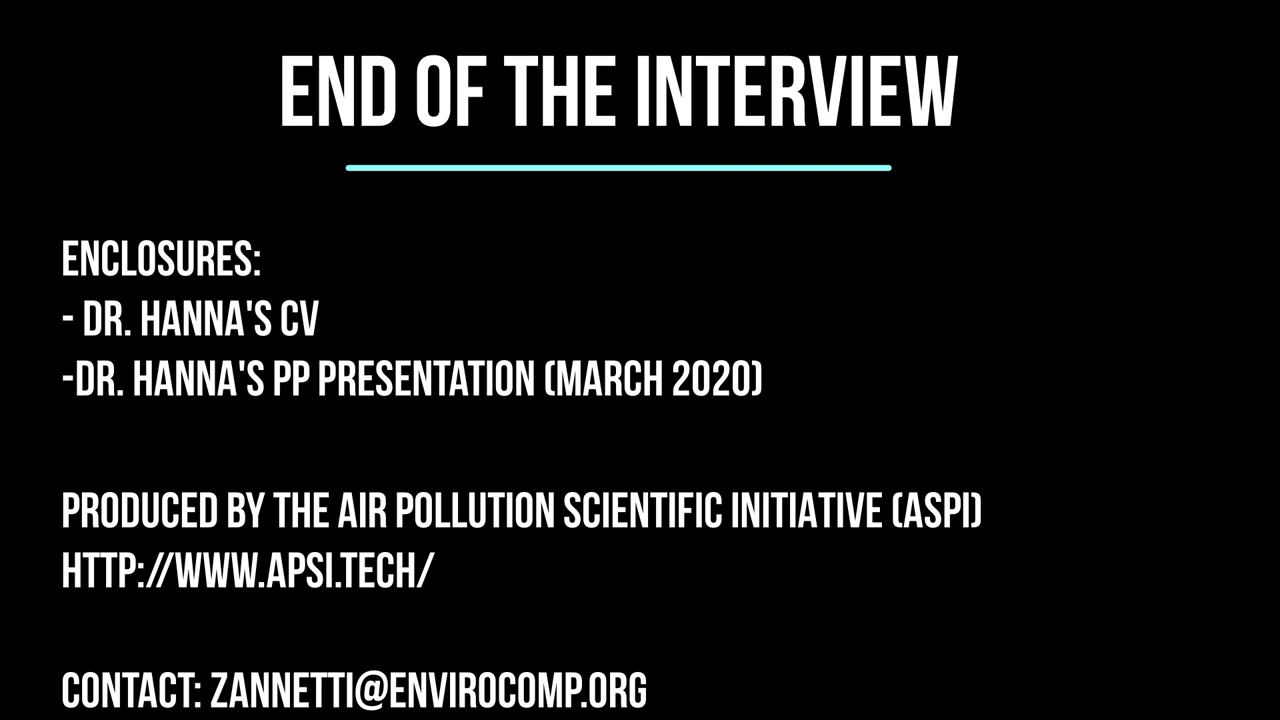 END OF THE INTERVIEW
ENCLOSURES:
- DR. HANNA'S CV
-DR. HANNA'S PP PRESENTATION (MARCH 2020)
PRODUCED BY THE AIR POLLUTION SCIENTIFIC INITIATIVE (ASPI)
HTTP://WWW.APSI.TECH/
CONTACT: ZANNETTI@ENVIROCOMP.ORG